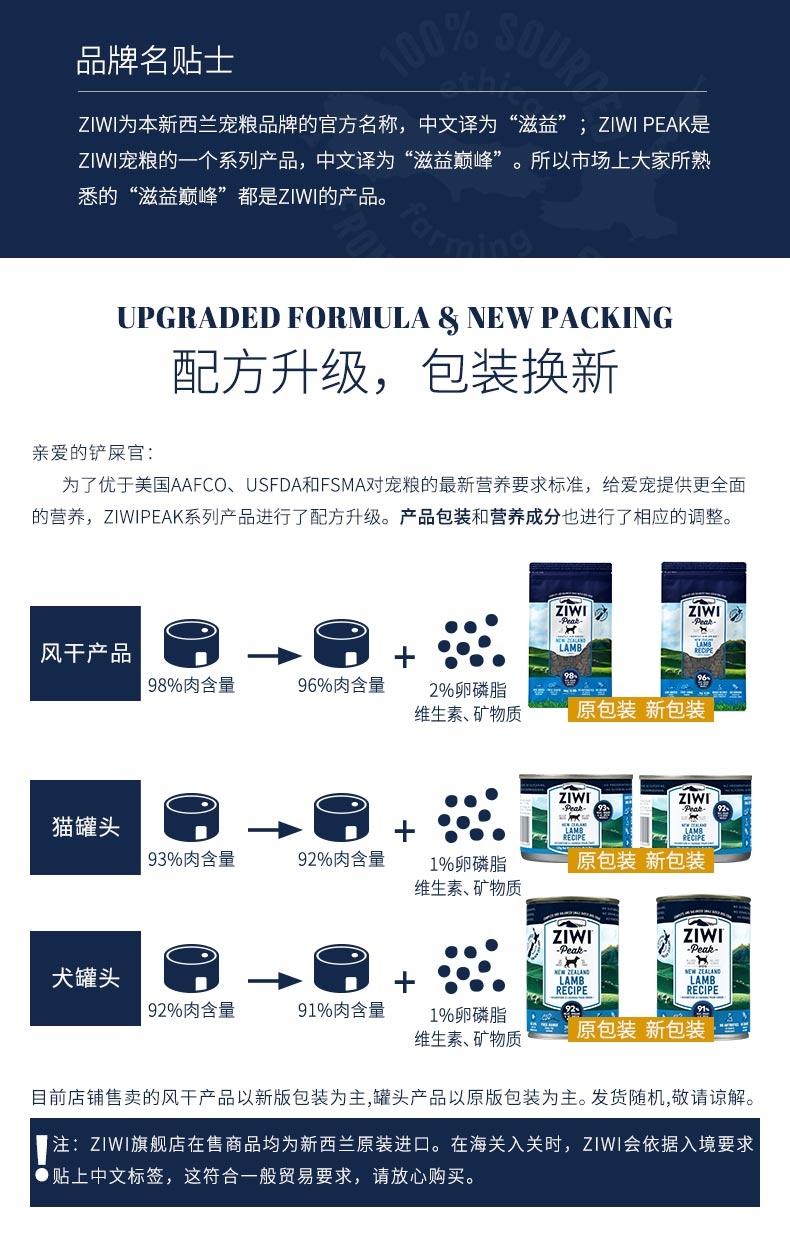 品牌名贴士
ZIWI为本新西兰宠粮品牌的官方名称，中文译为“滋益”；ZIWI PEAK是
ZIWI宠粮的一个系列产品，中文译为“滋益巅峰”。所以市场上大家所熟
悉的“滋益巅峰”都是ZIWI的产品。
100% SOURCE
ethical
farming
UPGRADED FORMULA & NEW PACKING
配方升级，包装换新
亲爱的铲屎官：
为了优于美国AAFCO、USFDA和FSMA对宠粮的最新营养要求标准，给爱宠提供更全面
的营养，ZIWIPEAK系列产品进行了配方升级。产品包装和营养成分也进行了相应的调整。
风干产品
98%肉含量
96%肉含量
+
2%卵磷脂
维生素、矿物质
ZIWI
Peak
NEW ZEALAND
LAMB
98%
ZIWI
Peak
NEW ZEALAND
LAMB
RECIPE
96%
原包装 新包装
猫罐头
93%肉含量
92%肉含量
+
1%卵磷脂
维生素、矿物质
ZIWI
Peak
93%
NEW ZEALAND
LAMB
RECIPE
ZIWI
Peak
92%
NEW ZEALAND
LAMB
RECIPE
原包装 新包装
犬罐头
92%肉含量
91%肉含量
+
1%卵磷脂
维生素、矿物质
ZIWI
Peak
NEW ZEALAND
LAMB
RECIPE
92%
ZIWI
Peak
NEW ZEALAND
LAMB
RECIPE
91%
原包装 新包装
目前店铺售卖的风干产品以新版包装为主,罐头产品以原版包装为主。发货随机,敬请谅解。
!注：ZIWI旗舰店在售商品均为新西兰原装进口。在海关入关时，ZIWI会依据入境要求
贴上中文标签，这符合一般贸易要求，请放心购买。